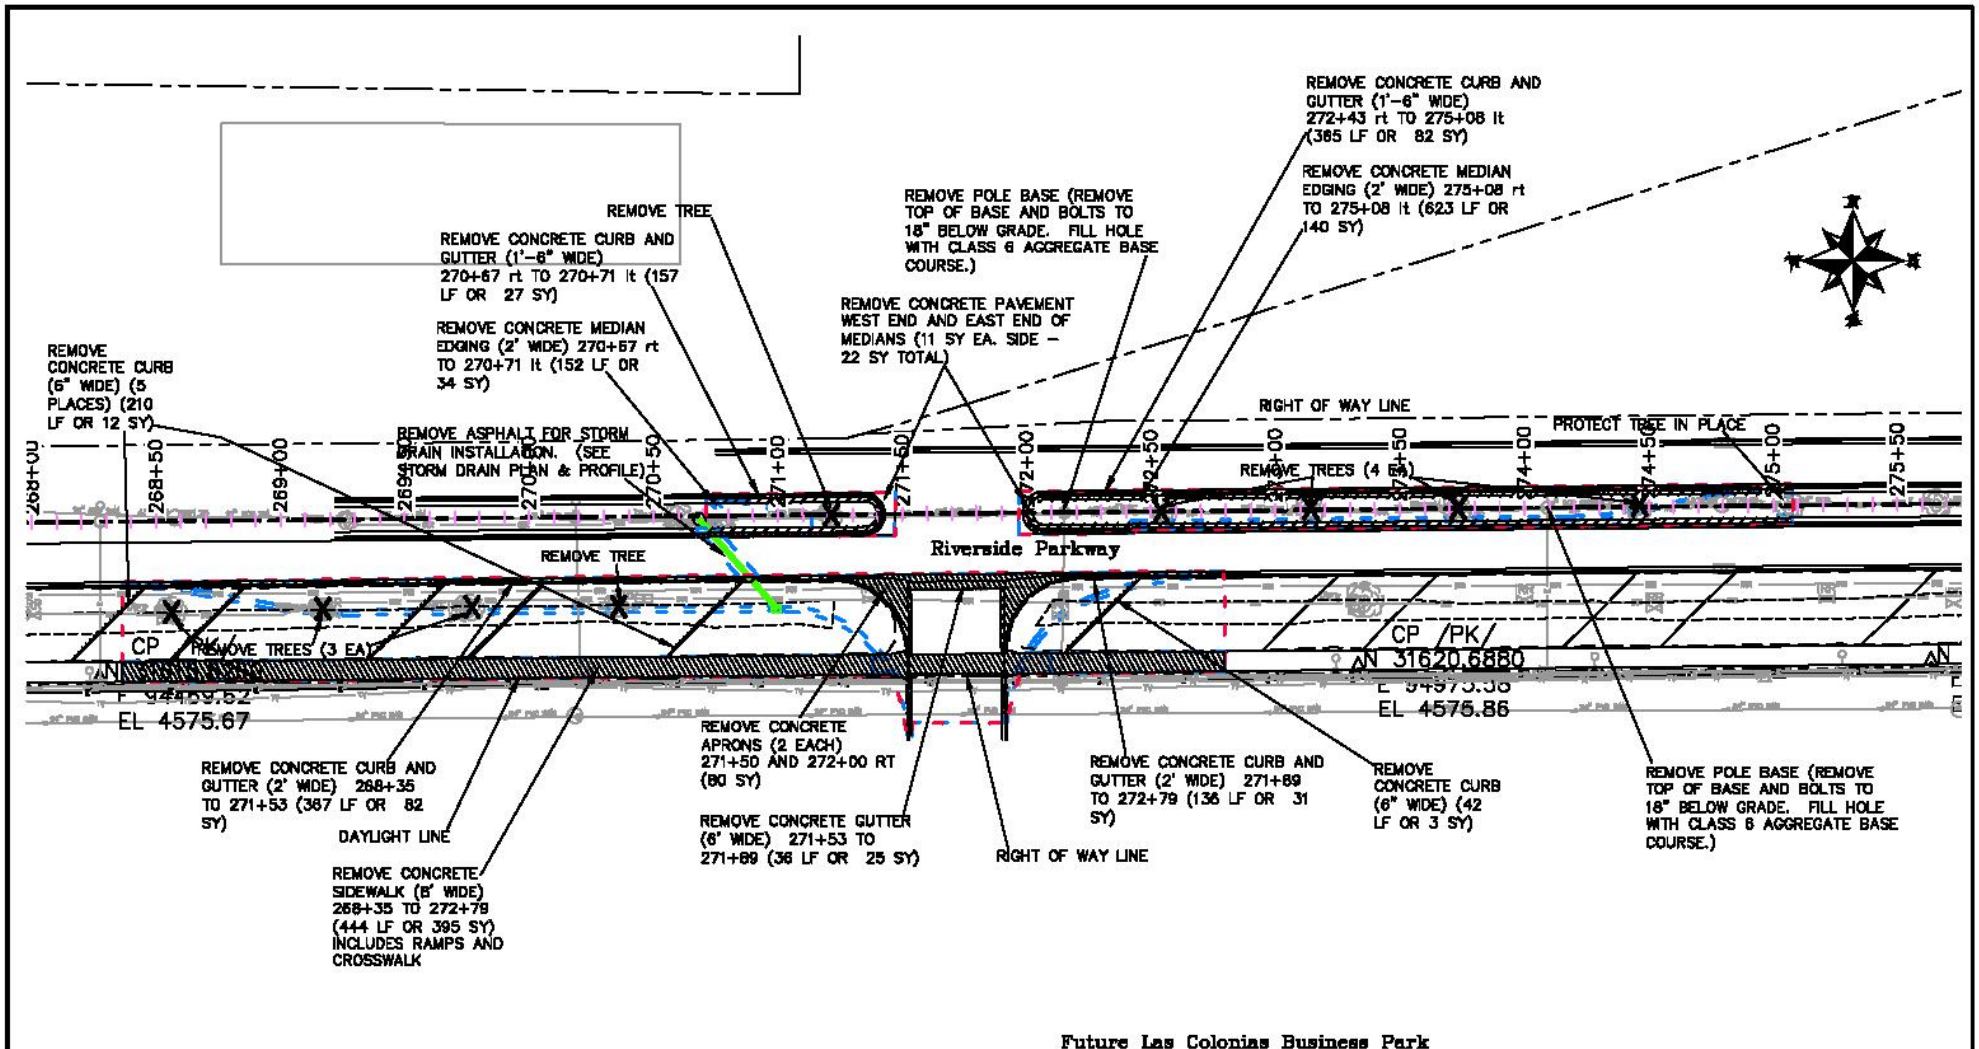 REMOVE CONCRETE CURB AND
GUTTER (1'-6" WIDE)
272+43 rt TO 275+08 lt
(365 LF OR 82 SY)
REMOVE CONCRETE MEDIAN
EDGING (2' WIDE) 275+08 rt
TO 275+08 lt (623 LF OR
140 SY)
REMOVE POLE BASE (REMOVE
TOP OF BASE AND BOLTS TO
18" BELOW GRADE. FILL HOLE
WITH CLASS 6 AGGREGATE BASE
COURSE.)
REMOVE TREE
REMOVE CONCRETE CURB AND
GUTTER (1'-6" WIDE)
270+67 rt TO 270+71 lt (157
LF OR 27 SY)
REMOVE CONCRETE PAVEMENT
WEST END AND EAST END OF
MEDIANS (11 SY EA. SIDE -
22 SY TOTAL)
REMOVE CONCRETE MEDIAN
EDGING (2' WIDE) 270+67 rt
TO 270+71 lt (152 LF OR
34 SY)
REMOVE
CONCRETE CURB
(6" WIDE) (5
PLACES) (210
LF OR 12 SY)
REMOVE ASPHALT FOR STORM
DRAIN INSTALLATION. (SEE
STORM DRAIN PLAN & PROFILE)
RIGHT OF WAY LINE
PROTECT TREE IN PLACE
REMOVE TREES (4 EA)
268+00
268+50
269+00
270+50
271+00
271+50
272+00
272+50
274+00
274+50
275+00
275+50
Riverside Parkway
REMOVE TREE
REMOVE TREES (3 EA)
CP
EL 4575.67
CP /PK/
N 31620.6880
EL 4575.86
REMOVE CONCRETE
APRONS (2 EACH)
271+50 AND 272+00 RT
(80 SY)
REMOVE CONCRETE CURB AND
GUTTER (2' WIDE) 268+35
TO 271+53 (367 LF OR 82
SY)
DAYLIGHT LINE
REMOVE CONCRETE GUTTER
(6' WIDE) 271+53 TO
271+89 (36 LF OR 25 SY)
REMOVE CONCRETE CURB AND
GUTTER (2' WIDE) 271+89
TO 272+79 (136 LF OR 31
SY)
RIGHT OF WAY LINE
REMOVE
CONCRETE CURB
(6" WIDE) (42
LF OR 3 SY)
REMOVE POLE BASE (REMOVE
TOP OF BASE AND BOLTS TO
18" BELOW GRADE. FILL HOLE
WITH CLASS 6 AGGREGATE BASE
COURSE.)
REMOVE CONCRETE
SIDEWALK (8' WIDE)
268+35 TO 272+79
(444 LF OR 395 SY)
INCLUDES RAMPS AND
CROSSWALK
Future Las Colonias Business Park